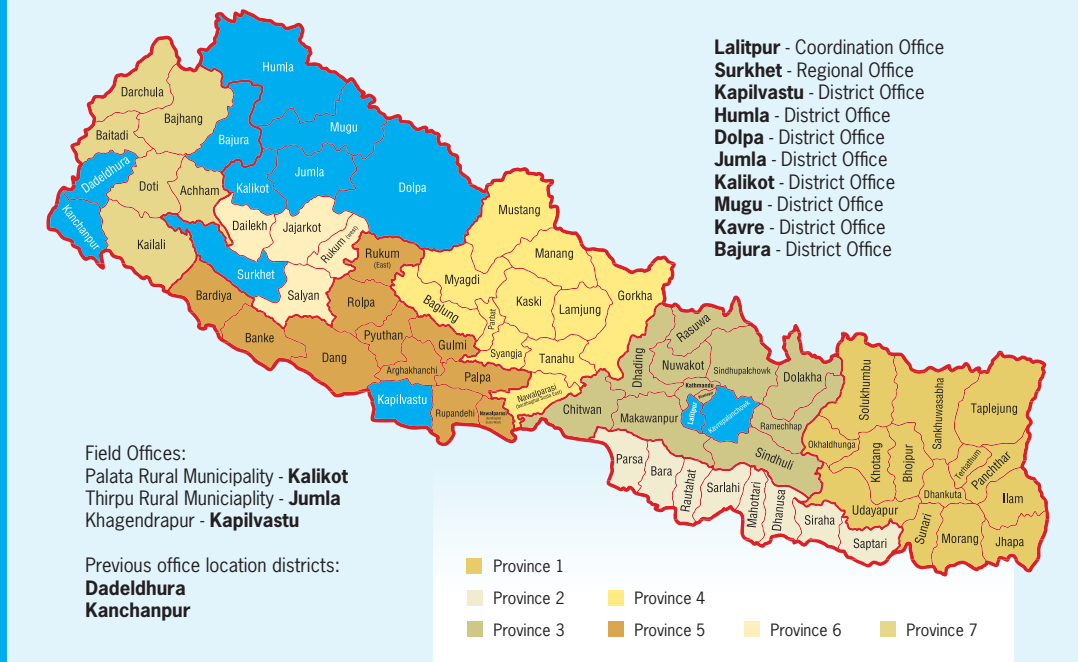 Lalitpur - Coordination Office
Surkhet - Regional Office
Kapilvastu - District Office
Humla - District Office
Dolpa - District Office
Jumla - District Office
Kalikot - District Office
Mugu - District Office
Kavre - District Office
Bajura - District Office
Humla
Darchula
Bajhang
Baitadi
Bajura
Mugu
Dadeldhura
Doti
Achham
Kalikot
Jumla
Dolpa
Kanchanpur
Kailali
Dailekh
Jajarkot
Rukum (West)
Surkhet
Salyan
Rukum
(East)
Mustang
Manang
Myagdi
Bardiya
Rolpa
Baglung
Parbat
Kaski
Lamjung
Gorkha
Banke
Dang
Pyuthan
Gulmi
Syangja
Tanahu
Arghakhanchi
Palpa
Kapilvastu
Rupandehi
Nawalparasi
Nawalparasi
Chitwan
Dhading
Rasuwa
Nuwakot
Sindhupalchowk
Dolakha
Kathmandu
Lalitpur
Kavrepalanchowk
Makawanpur
Ramechhap
Sindhuli
Parsa
Bara
Rautahat
Sarlahi
Mahottari
Dhanusa
Siraha
Saptari
Solukhumbu
Sankhuwasabha
Taplejung
Okhaldhunga
Khotang
Bhojpur
Terhathum
Panchthar
Dhankuta
Ilam
Udayapur
Sunari
Morang
Jhapa
Field Offices:
Palata Rural Municipality - Kalikot
Thirpu Rural Municiaplity - Jumla
Khagendrapur - Kapilvastu
Previous office location districts:
Dadeldhura
Kanchanpur
Province 1
Province 2
Province 4
Province 3
Province 5
Province 6
Province 7